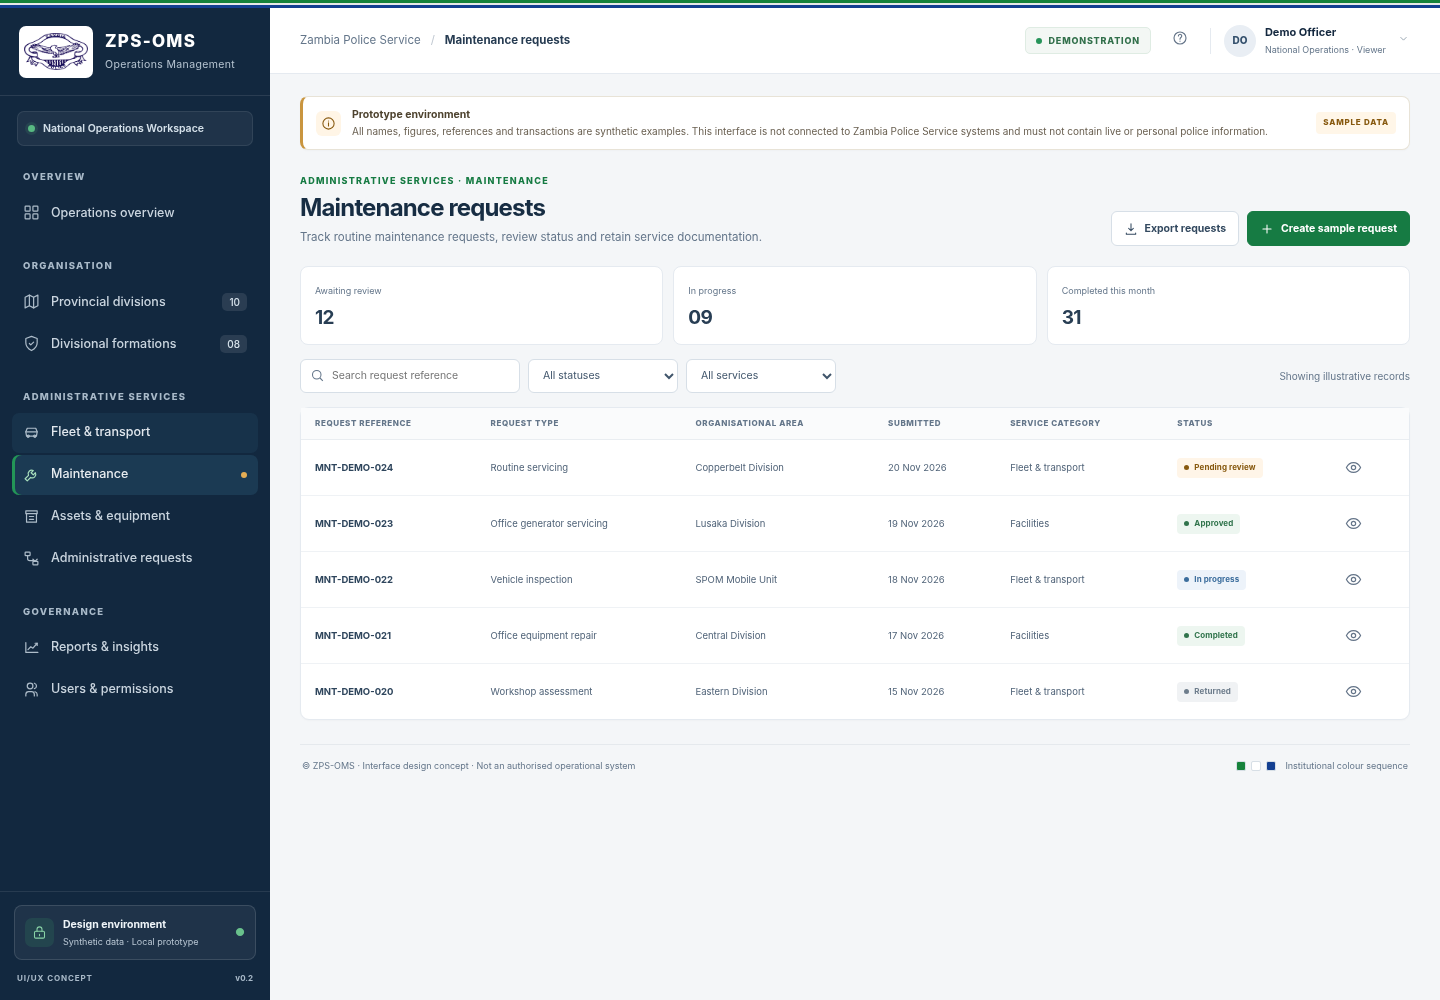 ZPS-OMS
Operations Management
National Operations Workspace
OVERVIEW
Operations overview
ORGANISATION
Provincial divisions 10
Divisional formations 08
ADMINISTRATIVE SERVICES
Fleet & transport
Maintenance
Assets & equipment
Administrative requests
GOVERNANCE
Reports & insights
Users & permissions
Design environment
Synthetic data · Local prototype
UI/UX CONCEPT v0.2
Zambia Police Service / Maintenance requests
DEMONSTRATION
DO
Demo Officer
National Operations · Viewer
Prototype environment
All names, figures, references and transactions are synthetic examples. This interface is not connected to Zambia Police Service systems and must not contain live or personal police information.
SAMPLE DATA
ADMINISTRATIVE SERVICES · MAINTENANCE
Maintenance requests
Track routine maintenance requests, review status and retain service documentation.
Export requests
Create sample request
Awaiting review
12
In progress
09
Completed this month
31
Search request reference
All statuses
All services
Showing illustrative records
REQUEST REFERENCE REQUEST TYPE ORGANISATIONAL AREA SUBMITTED SERVICE CATEGORY STATUS
MNT-DEMO-024 Routine servicing Copperbelt Division 20 Nov 2026 Fleet & transport Pending review
MNT-DEMO-023 Office generator servicing Lusaka Division 19 Nov 2026 Facilities Approved
MNT-DEMO-022 Vehicle inspection SPOM Mobile Unit 18 Nov 2026 Fleet & transport In progress
MNT-DEMO-021 Office equipment repair Central Division 17 Nov 2026 Facilities Completed
MNT-DEMO-020 Workshop assessment Eastern Division 15 Nov 2026 Fleet & transport Returned
© ZPS-OMS · Interface design concept · Not an authorised operational system
Institutional colour sequence